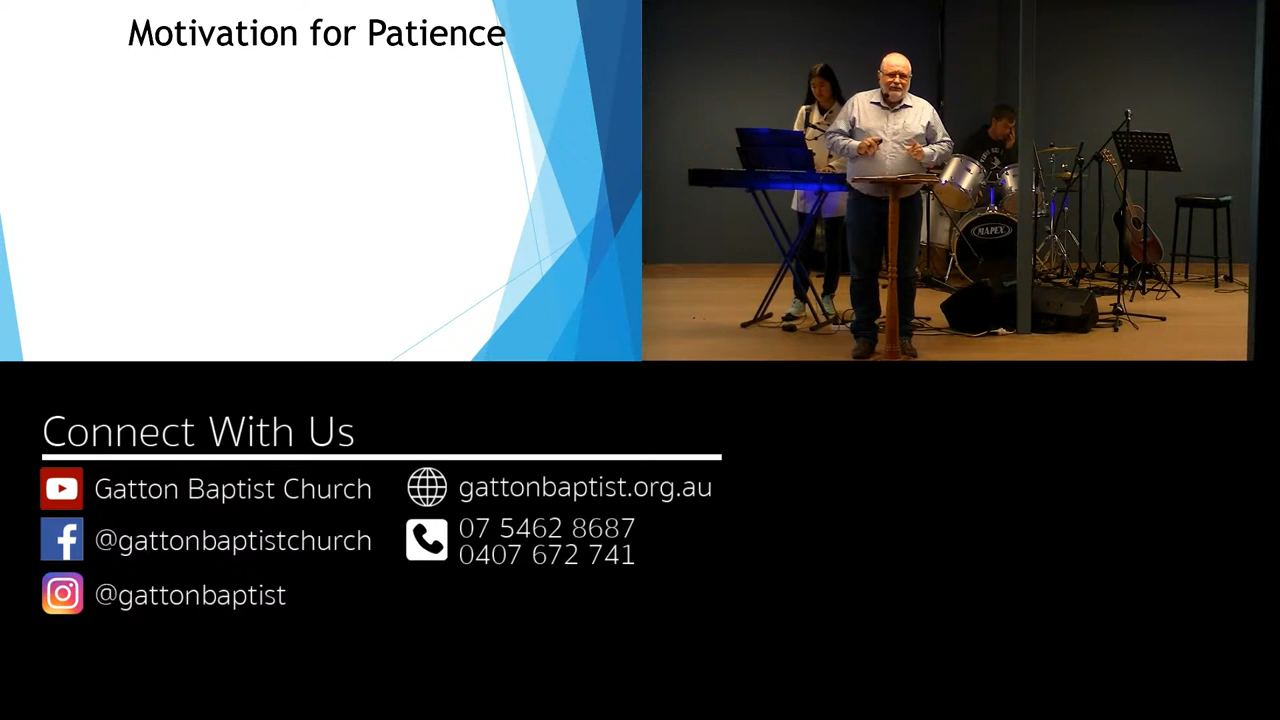 Motivation for Patience
MAPEX
Connect With Us
Gatton Baptist Church
@gattonbaptistchurch
@gattonbaptist
gattonbaptist.org.au
07 5462 8687
0407 672 741